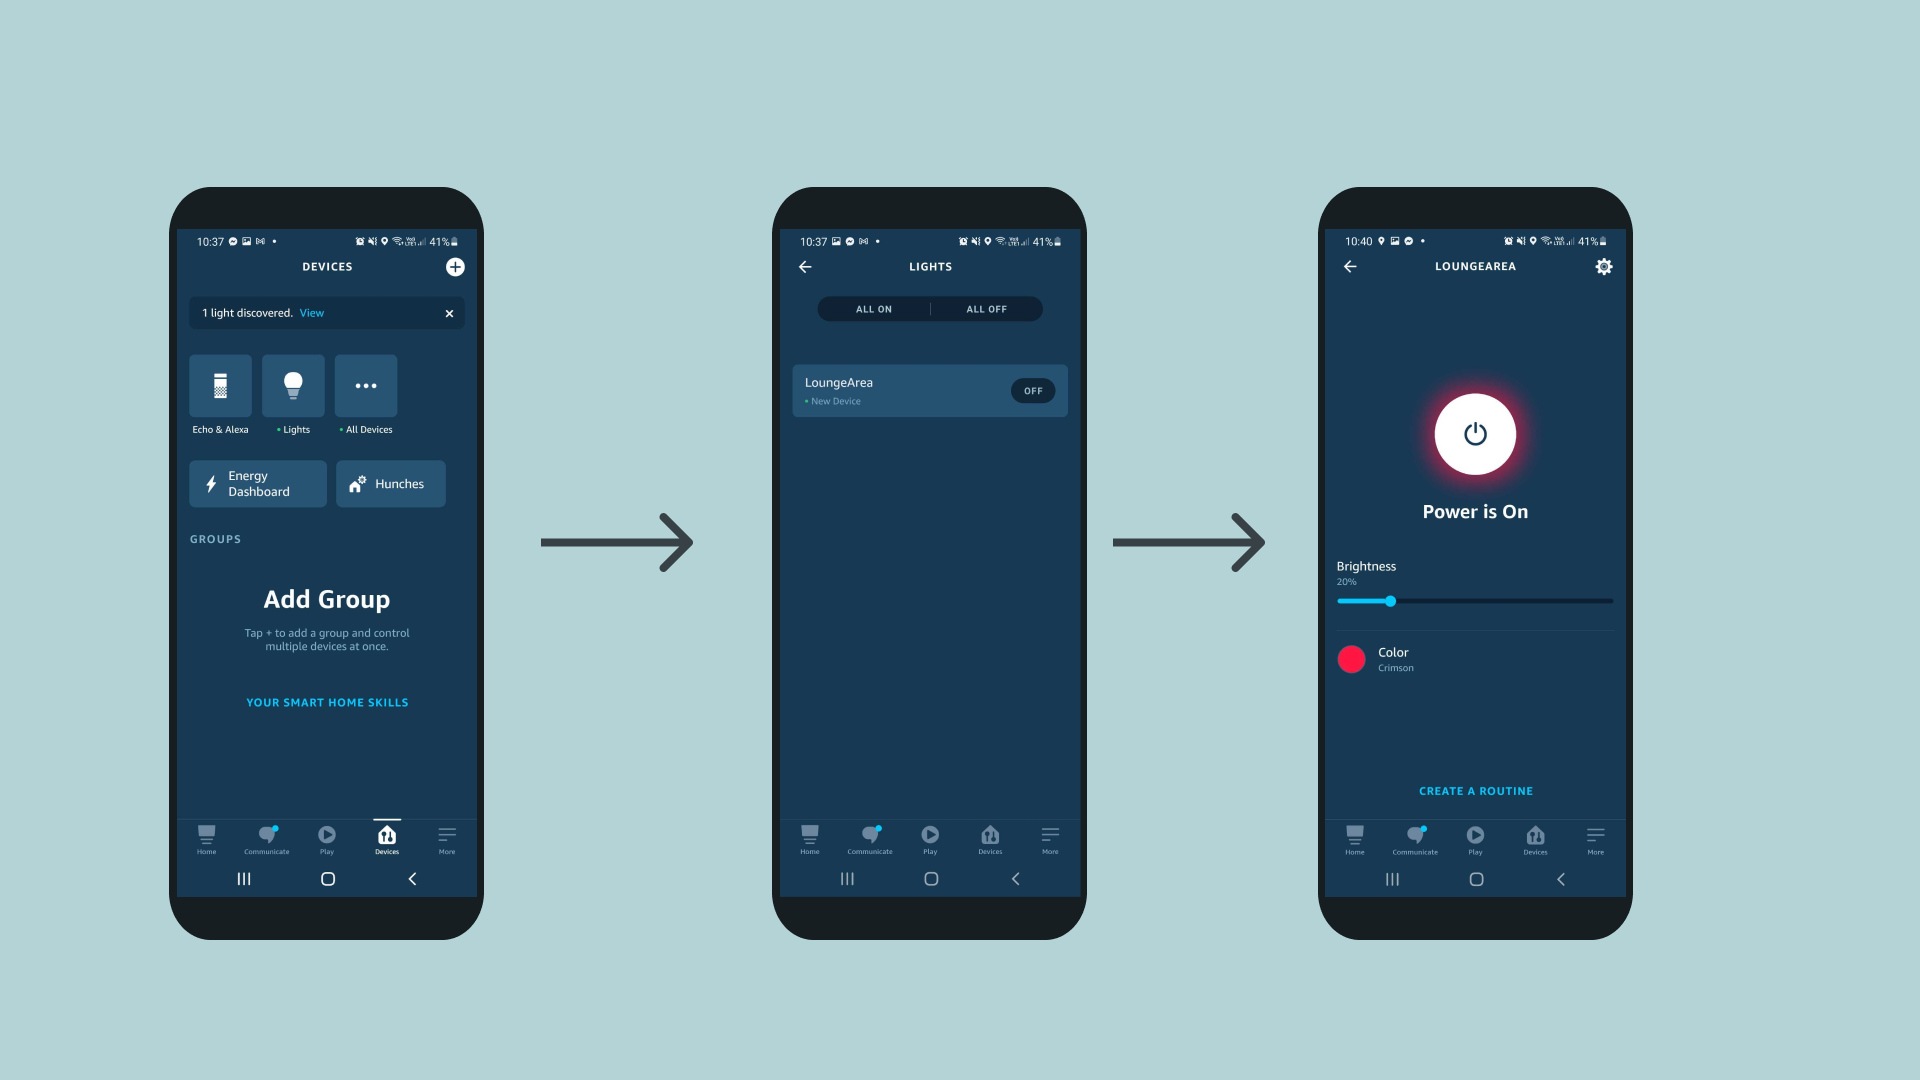 10:37
41%
DEVICES
1 light discovered. View
Echo & Alexa
Lights
All Devices
Energy
Dashboard
Hunches
GROUPS
Add Group
Tap + to add a group and control
multiple devices at once.
YOUR SMART HOME SKILLS
Home
Communicate
Play
Devices
More
10:37
41%
LIGHTS
ALL ON
ALL OFF
LoungeArea
New Device
OFF
Home
Communicate
Play
Devices
More
10:40
41%
LOUNGEAREA
Power is On
Brightness
20%
Color
Crimson
CREATE A ROUTINE
Home
Communicate
Play
Devices
More